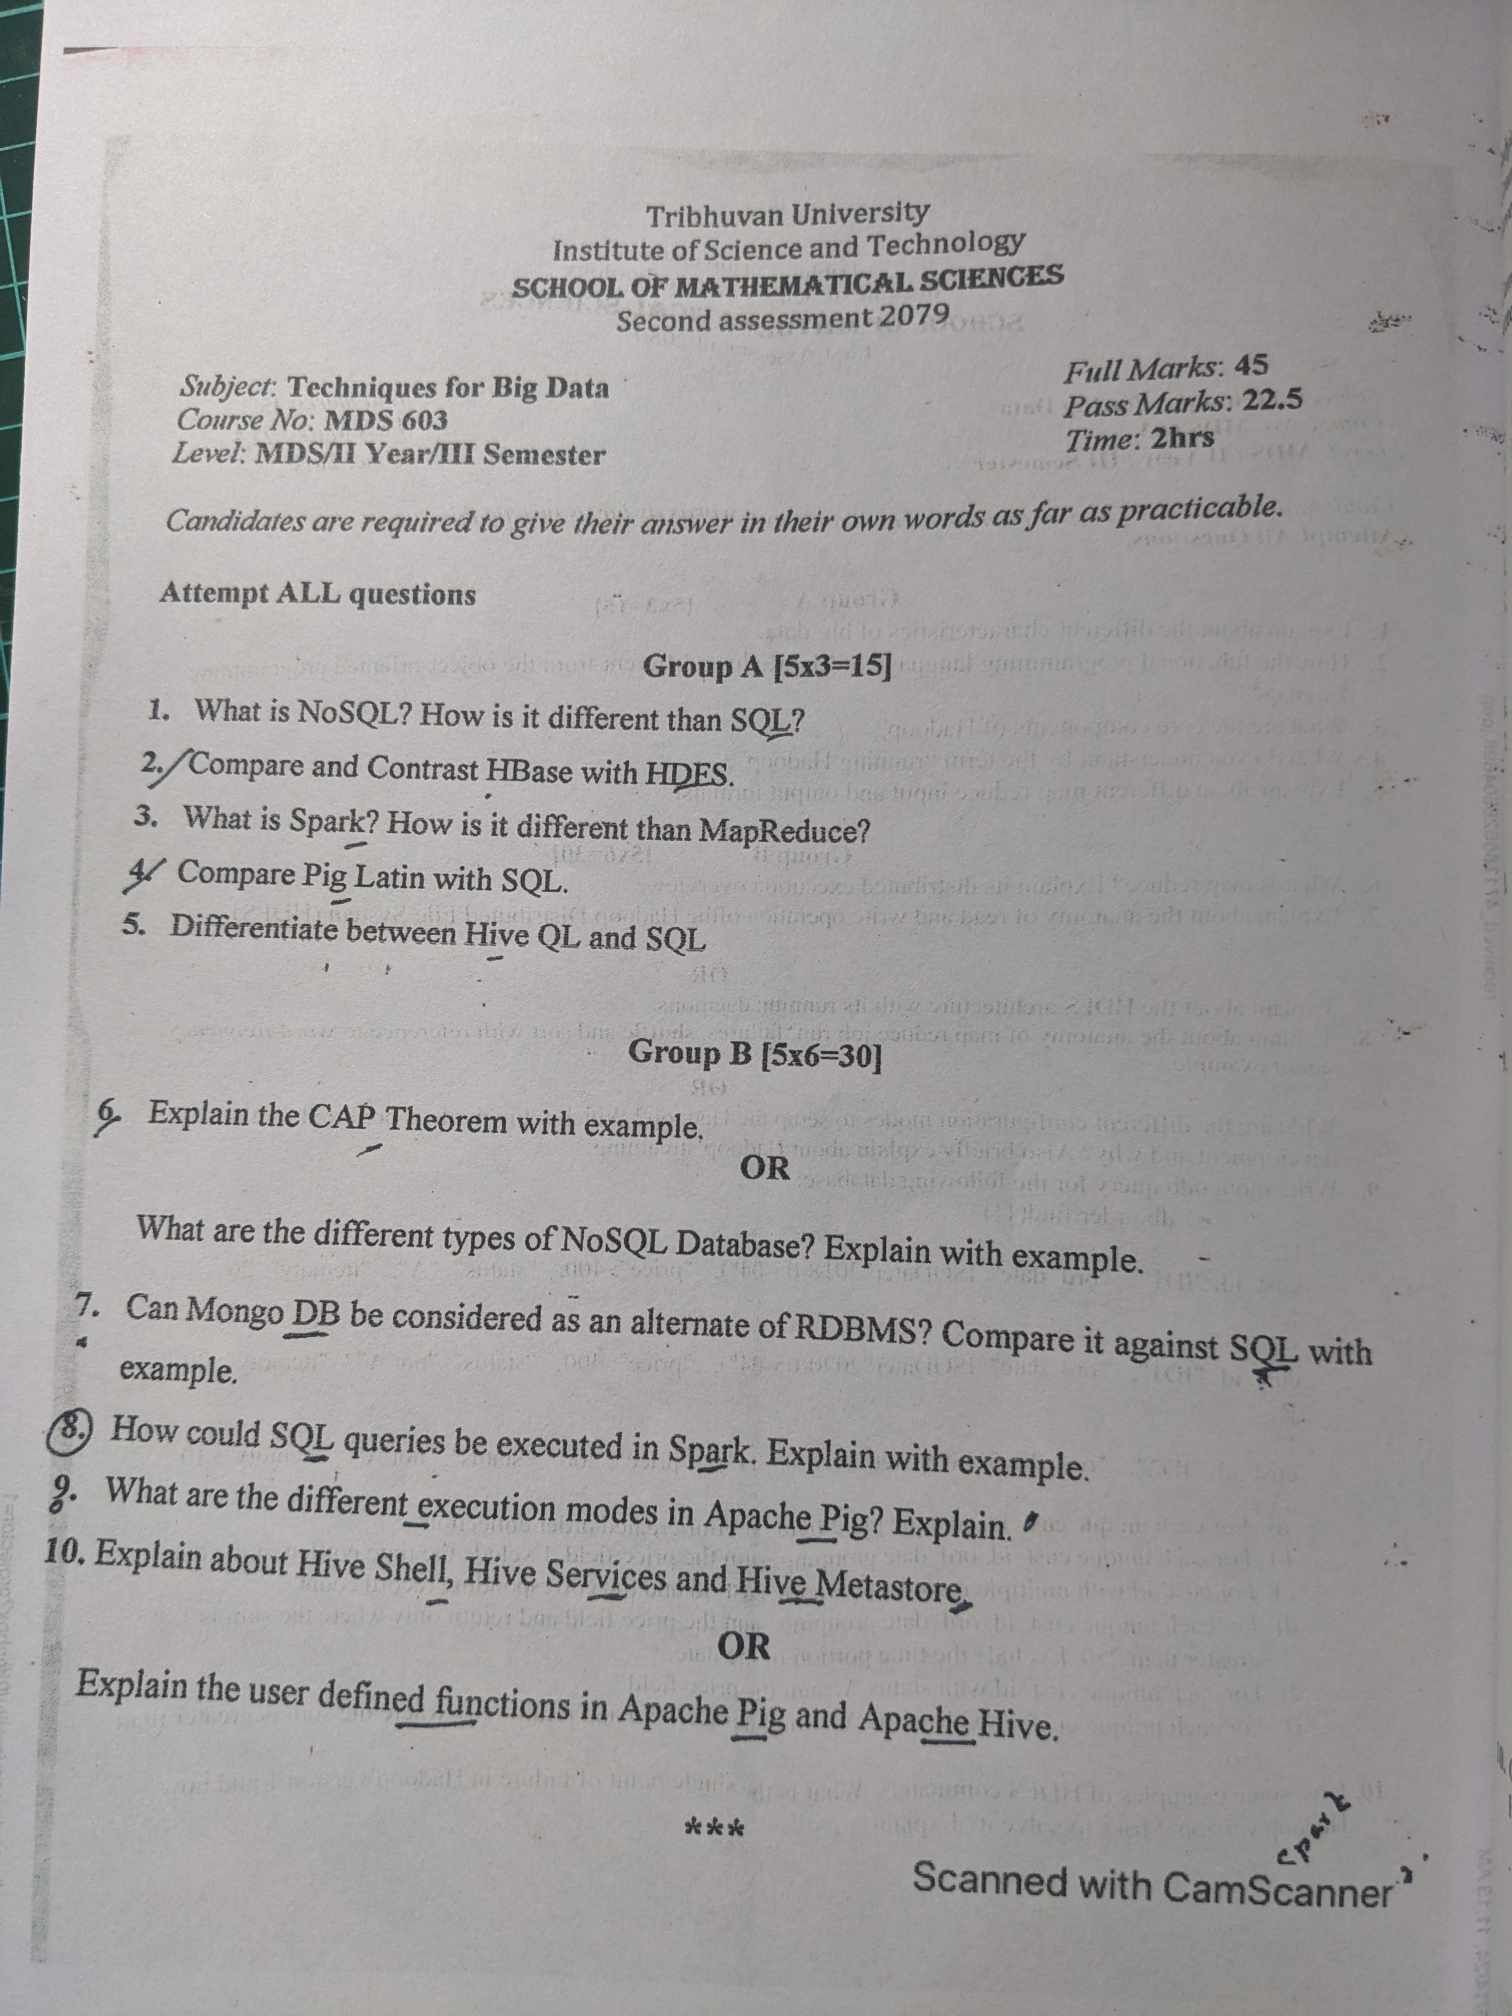 Tribhuvan University
Institute of Science and Technology
SCHOOL OF MATHEMATICAL SCIENCES
Second assessment 2079
Subject: Techniques for Big Data
Full Marks: 45
Course No: MDS 603
Pass Marks: 22.5
Level: MDS/II Year/III Semester
Time: 2hrs
Candidates are required to give their answer in their own words as far as practicable.
Attempt ALL questions
Group A [5x3=15]
1. What is NoSQL? How is it different than SQL?
2. Compare and Contrast HBase with HDFS.
3. What is Spark? How is it different than MapReduce?
4. Compare Pig Latin with SQL.
5. Differentiate between Hive QL and SQL
Group B [5x6=30]
6. Explain the CAP Theorem with example.
OR
What are the different types of NoSQL Database? Explain with example.
7. Can Mongo DB be considered as an alternate of RDBMS? Compare it against SQL with
example.
8. How could SQL queries be executed in Spark. Explain with example.
9. What are the different execution modes in Apache Pig? Explain.
10. Explain about Hive Shell, Hive Services and Hive Metastore.
OR
Explain the user defined functions in Apache Pig and Apache Hive.
***
spark
Scanned with CamScanner